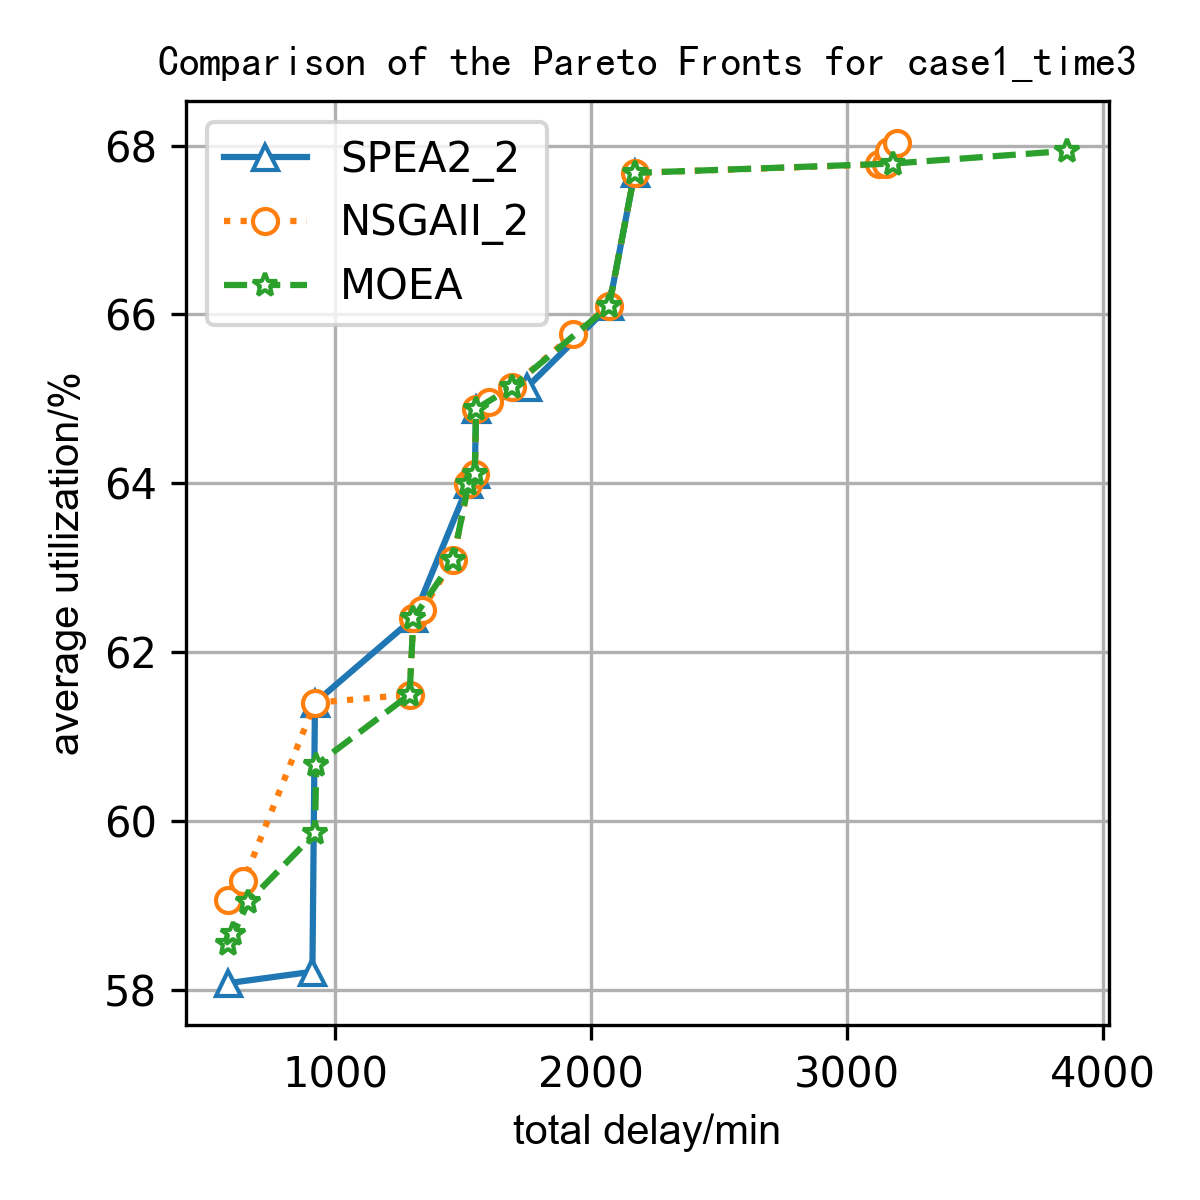 Comparison of the Pareto Fronts for case1_time3
SPEA2_2
NSGAII_2
MOEA
68
66
64
62
60
58
average utilization/%
1000
2000
3000
4000
total delay/min